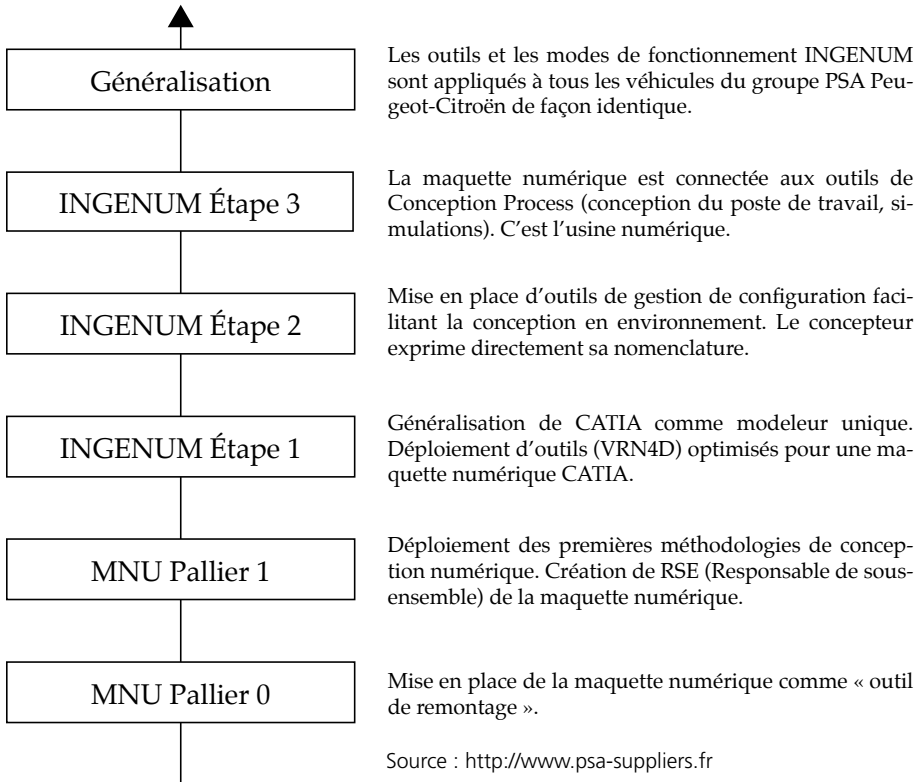 Généralisation
Les outils et les modes de fonctionnement INGENUM
sont appliqués à tous les véhicules du groupe PSA Peu-
geot-Citroën de façon identique.
INGENUM Étape 3
La maquette numérique est connectée aux outils de
Conception Process (conception du poste de travail, si-
mulations). C’est l’usine numérique.
INGENUM Étape 2
Mise en place d’outils de gestion de configuration faci-
litant la conception en environnement. Le concepteur
exprime directement sa nomenclature.
INGENUM Étape 1
Généralisation de CATIA comme modeleur unique.
Déploiement d’outils (VRN4D) optimisés pour une ma-
quette numérique CATIA.
MNU Pallier 1
Déploiement des premières méthodologies de concep-
tion numérique. Création de RSE (Responsable de sous-
ensemble) de la maquette numérique.
MNU Pallier 0
Mise en place de la maquette numérique comme « outil
de remontage ».
Source : http://www.psa-suppliers.fr